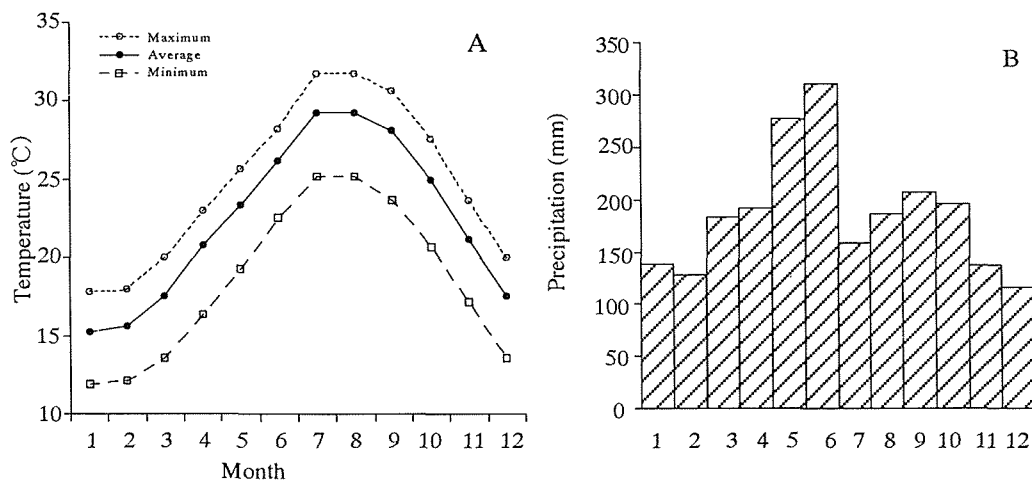 35
30
25
20
15
10
Temperature (℃)
Maximum
Average
Minimum
A
1 2 3 4 5 6 7 8 9 10 11 12
Month
350
300
250
200
150
100
50
0
Precipitation (mm)
B
1 2 3 4 5 6 7 8 9 10 11 12